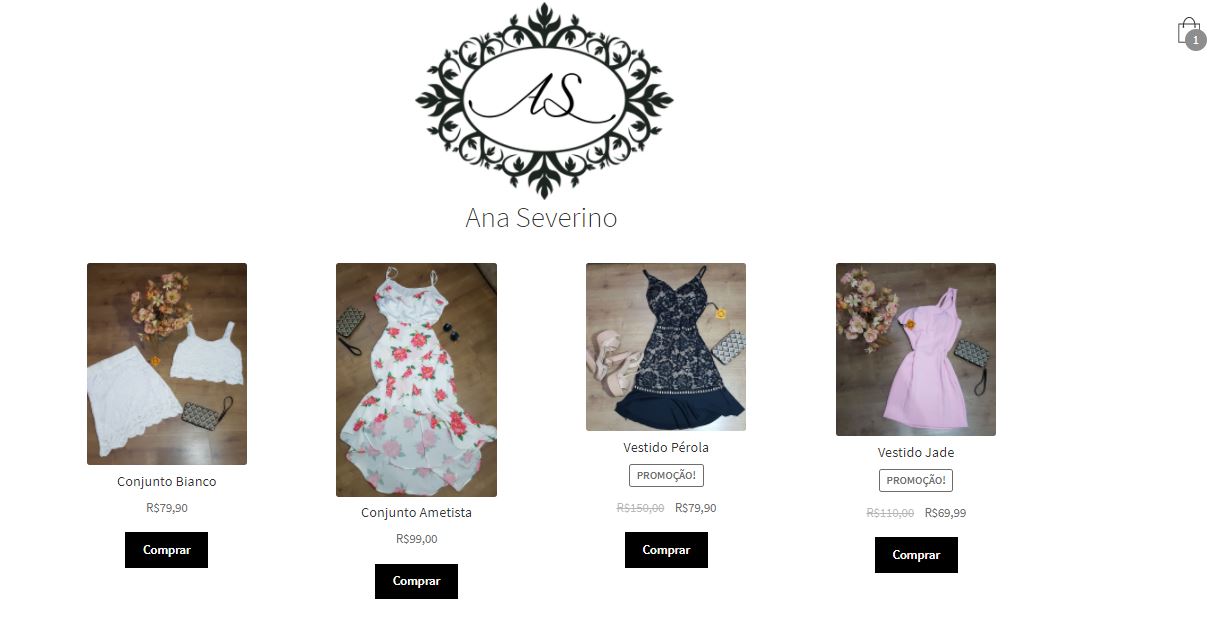 1
AS
Ana Severino
Conjunto Bianco
R$79,90
Comprar
Conjunto Ametista
R$99,00
Comprar
Vestido Pérola
PROMOÇÃO!
R$150,00 R$79,90
Comprar
Vestido Jade
PROMOÇÃO!
R$110,00 R$69,99
Comprar